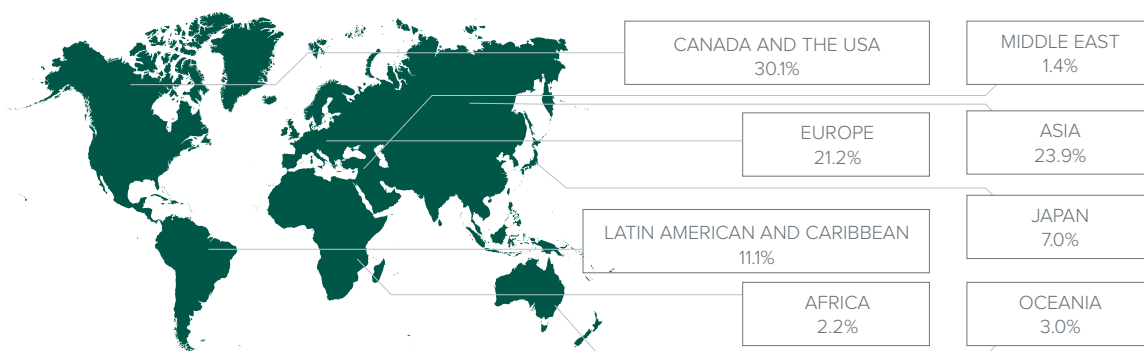 CANADA AND THE USA
30.1%
MIDDLE EAST
1.4%
EUROPE
21.2%
ASIA
23.9%
LATIN AMERICAN AND CARIBBEAN
11.1%
JAPAN
7.0%
AFRICA
2.2%
OCEANIA
3.0%